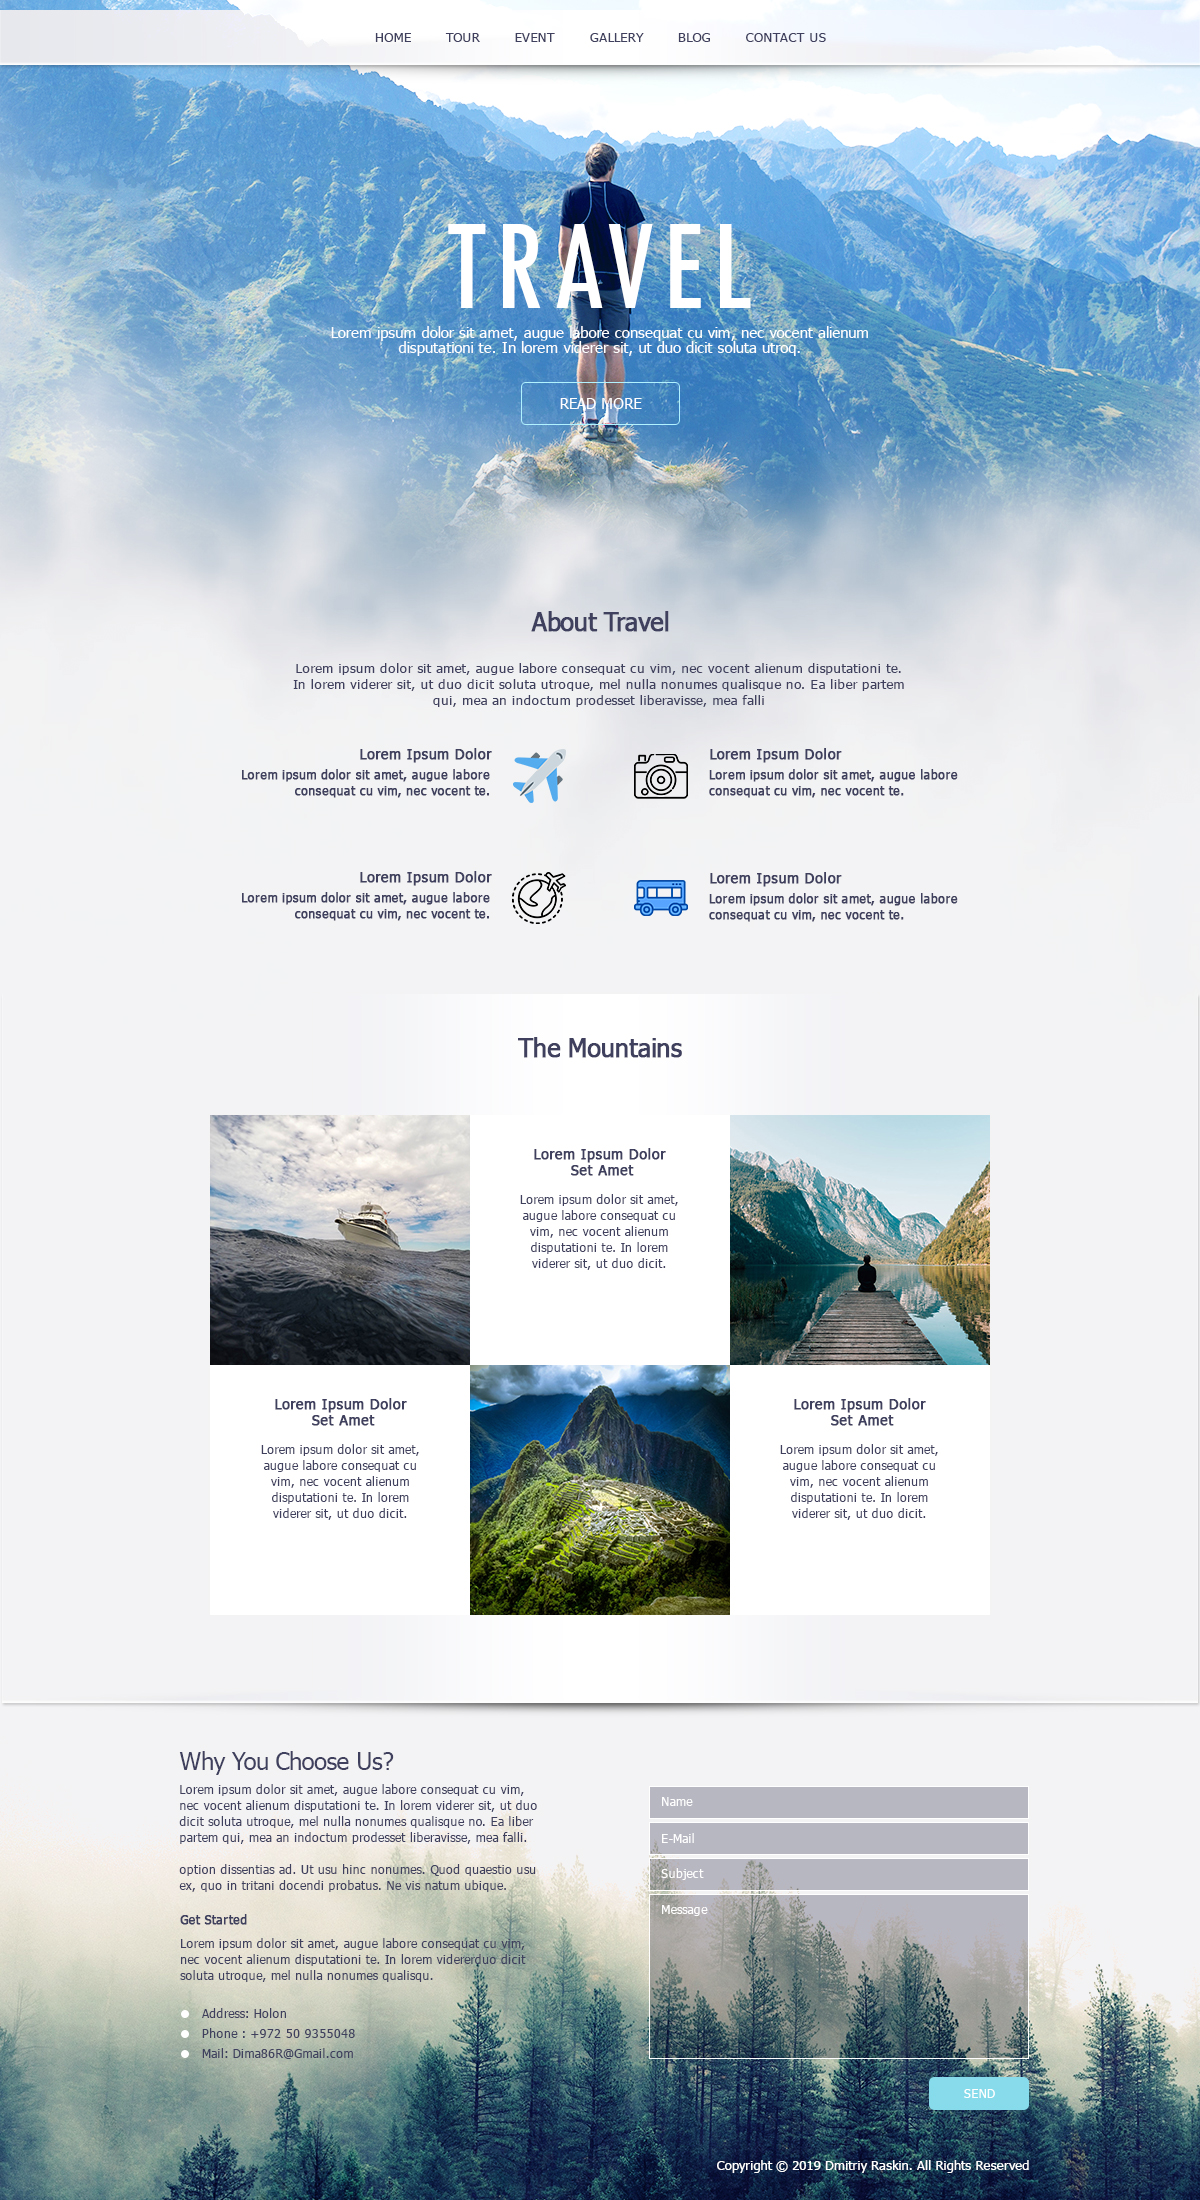 HOME TOUR EVENT GALLERY BLOG CONTACT US
TRAVEL
Lorem ipsum dolor sit amet, augue labore consequat cu vim, nec vocent alienum
disputationi te. In lorem viderer sit, ut duo dicit soluta utroq.
READ MORE
About Travel
Lorem ipsum dolor sit amet, augue labore consequat cu vim, nec vocent alienum disputationi te.
In lorem viderer sit, ut duo dicit soluta utroque, mel nulla nonumes qualisque no. Ea liber partem
qui, mea an indoctum prodesset liberavisse, mea falli
Lorem Ipsum Dolor
Lorem ipsum dolor sit amet, augue labore
consequat cu vim, nec vocent te.
Lorem Ipsum Dolor
Lorem ipsum dolor sit amet, augue labore
consequat cu vim, nec vocent te.
Lorem Ipsum Dolor
Lorem ipsum dolor sit amet, augue labore
consequat cu vim, nec vocent te.
Lorem Ipsum Dolor
Lorem ipsum dolor sit amet, augue labore
consequat cu vim, nec vocent te.
The Mountains
Lorem Ipsum Dolor
Set Amet
Lorem ipsum dolor sit amet,
augue labore consequat cu
vim, nec vocent alienum
disputationi te. In lorem
viderer sit, ut duo dicit.
Lorem Ipsum Dolor
Set Amet
Lorem ipsum dolor sit amet,
augue labore consequat cu
vim, nec vocent alienum
disputationi te. In lorem
viderer sit, ut duo dicit.
Lorem Ipsum Dolor
Set Amet
Lorem ipsum dolor sit amet,
augue labore consequat cu
vim, nec vocent alienum
disputationi te. In lorem
viderer sit, ut duo dicit.
Why You Choose Us?
Lorem ipsum dolor sit amet, augue labore consequat cu vim,
nec vocent alienum disputationi te. In lorem viderer sit, ut duo
dicit soluta utroque, mel nulla nonumes qualisque no. Ea liber
partem qui, mea an indoctum prodesset liberavisse, mea falli.
option dissentias ad. Ut usu hinc nonumes. Quod quaestio usu
ex, quo in tritani docendi probatus. Ne vis natum ubique.
Get Started
Lorem ipsum dolor sit amet, augue labore consequat cu vim,
nec vocent alienum disputationi te. In lorem vidererduo dicit
soluta utroque, mel nulla nonumes qualisqu.
Address: Holon
Phone : +972 50 9355048
Mail: Dima86R@Gmail.com
Name
E-Mail
Subject
Message
SEND
Copyright © 2019 Dmitriy Raskin. All Rights Reserved